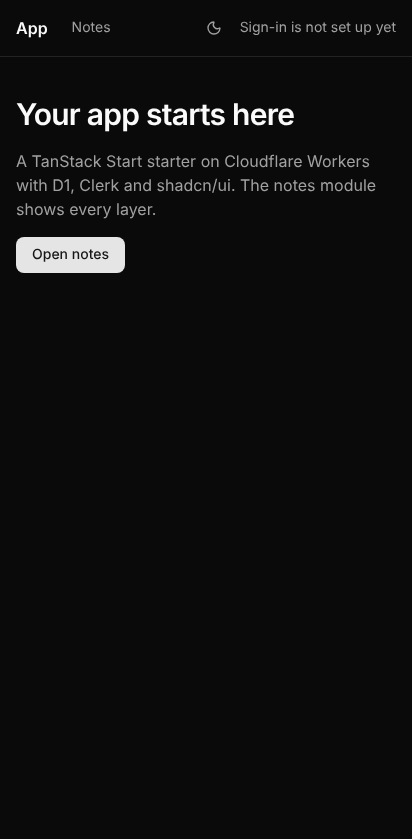 App
Notes
Sign-in is not set up yet
Your app starts here
A TanStack Start starter on Cloudflare Workers
with D1, Clerk and shadcn/ui. The notes module
shows every layer.
Open notes